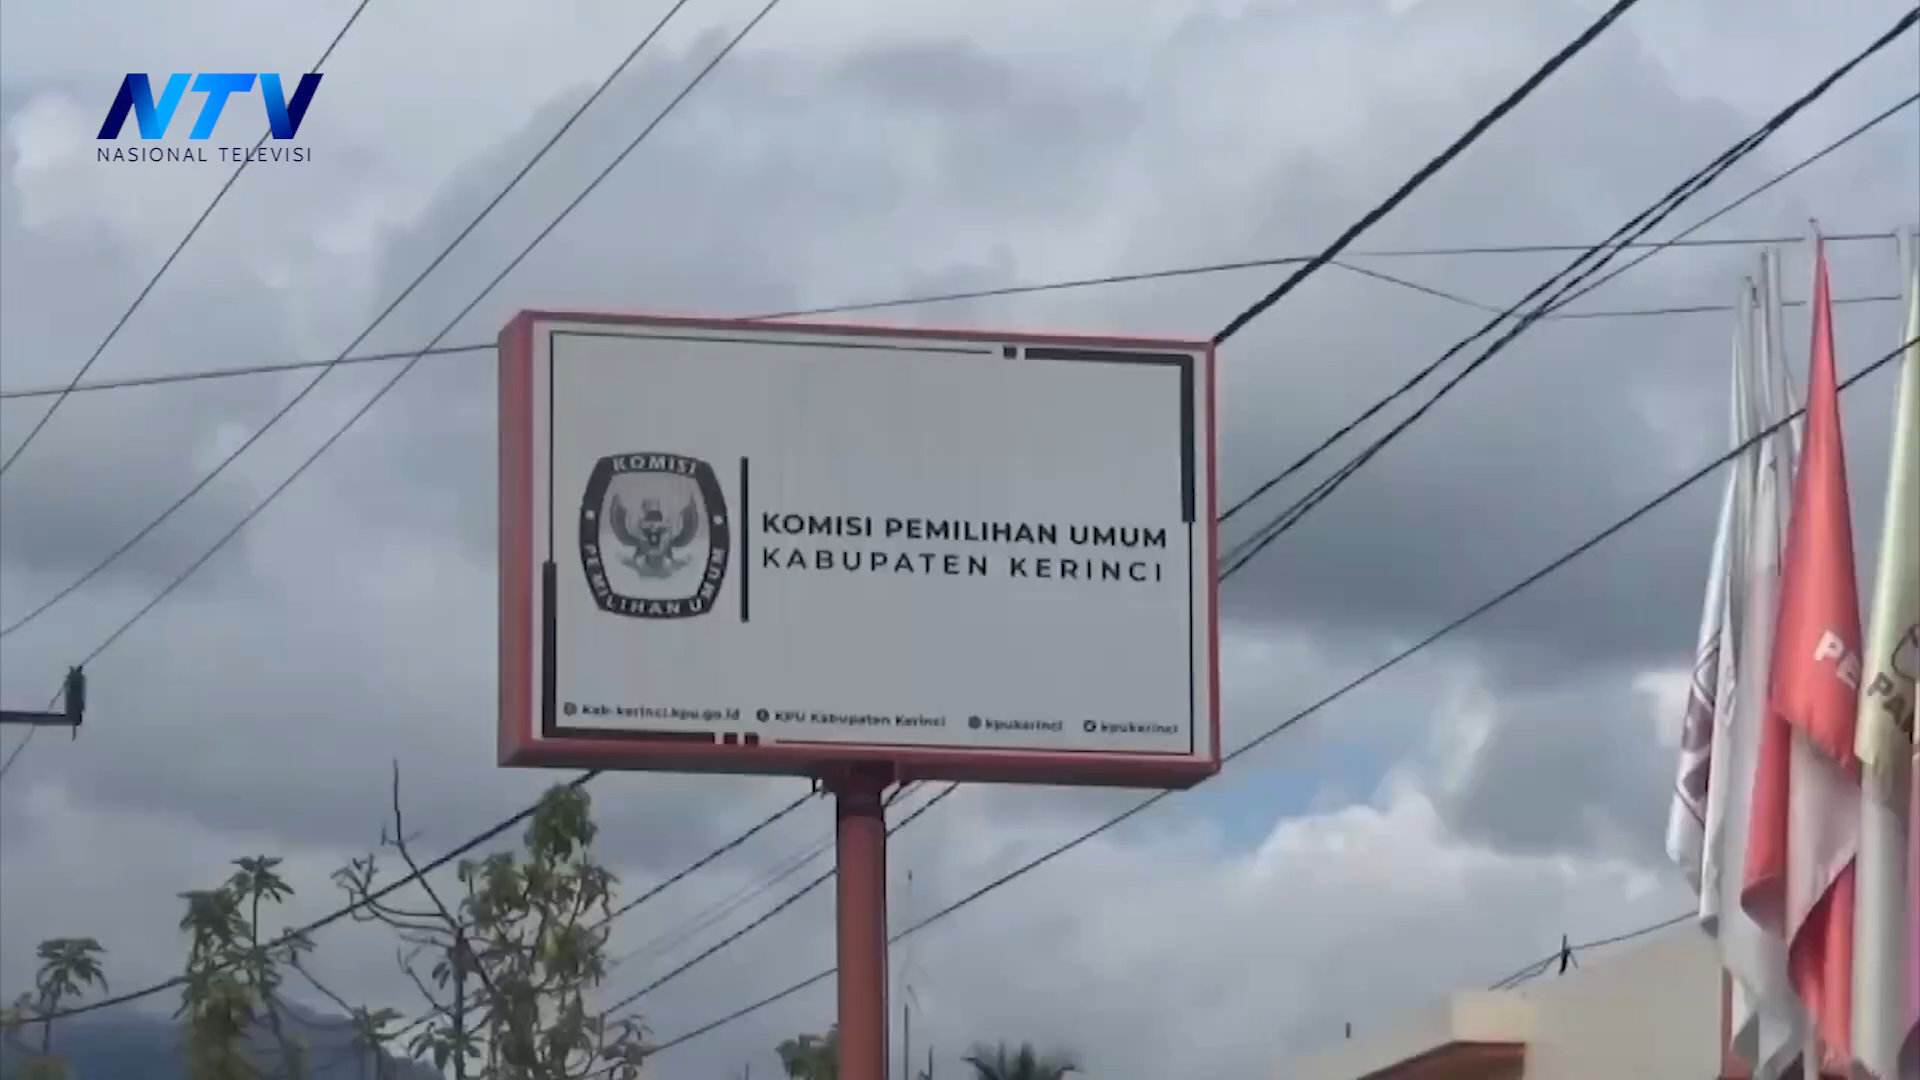 NTV
NASIONAL TELEVISI
KOMISI
PEMILIHAN UMUM
KOMISI PEMILIHAN UMUM
KABUPATEN KERINCI
kab-kerinci.kpu.go.id KPU Kabupaten Kerinci kpukerinci kpukerinci